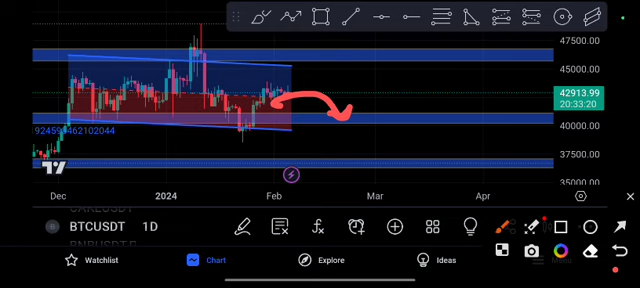 47500.00
45000.00
42913.99
20:33:20
40000.00
37500.00
35000.00
Dec 2024 Feb Mar Apr
BTCUSDT 1D
Watchlist Chart Explore Ideas